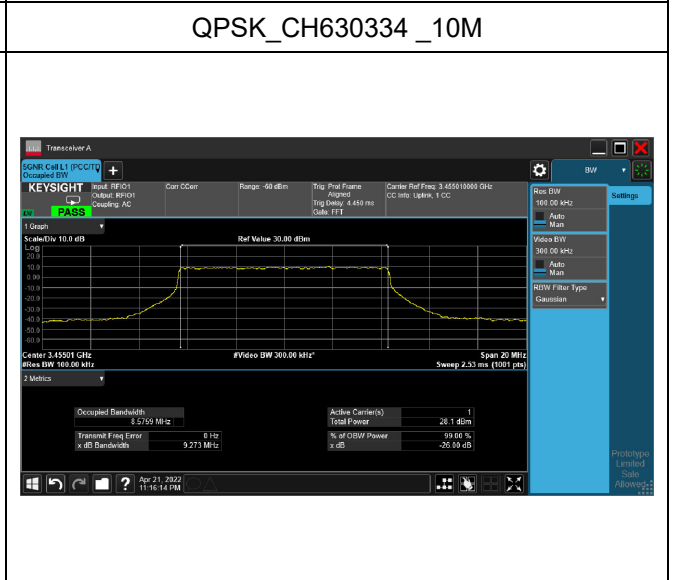 QPSK_CH630334 _10M
Transceiver A
5GNR Cell L1 (PCC/TD
Occupied BW
BW
KEYSIGHT
Input: RFIO1
Output: RFIO1
Coupling: AC
Corr CCorr
Range: -60 dBm
Trig: Prot Frame
Aligned
Trig Delay: 4.450 ms
Gate: FFT
Carrier Ref Freq: 3.455010000 GHz
CC Info: Uplink, 1 CC
PASS
Res BW
100.00 kHz
Auto
Man
Settings
Video BW
300.00 kHz
Auto
Man
RBW Filter Type
Gaussian
1 Graph
Scale/Div 10.0 dB
Ref Value 30.00 dBm
Log
20.0
10.0
0.00
-10.0
-20.0
-30.0
-40.0
-50.0
-60.0
Center 3.45501 GHz
#Video BW 300.00 kHz*
Span 20 MHz
#Res BW 100.00 kHz
Sweep 2.53 ms (1001 pts)
2 Metrics
Occupied Bandwidth
8.5759 MHz
Active Carrier(s) 1
Total Power 28.1 dBm
Transmit Freq Error 0 Hz
x dB Bandwidth 9.273 MHz
% of OBW Power 99.00 %
x dB -26.00 dB
Prototype
Limited
Sale
Allowed
?
Apr 21, 2022
11:16:14 PM